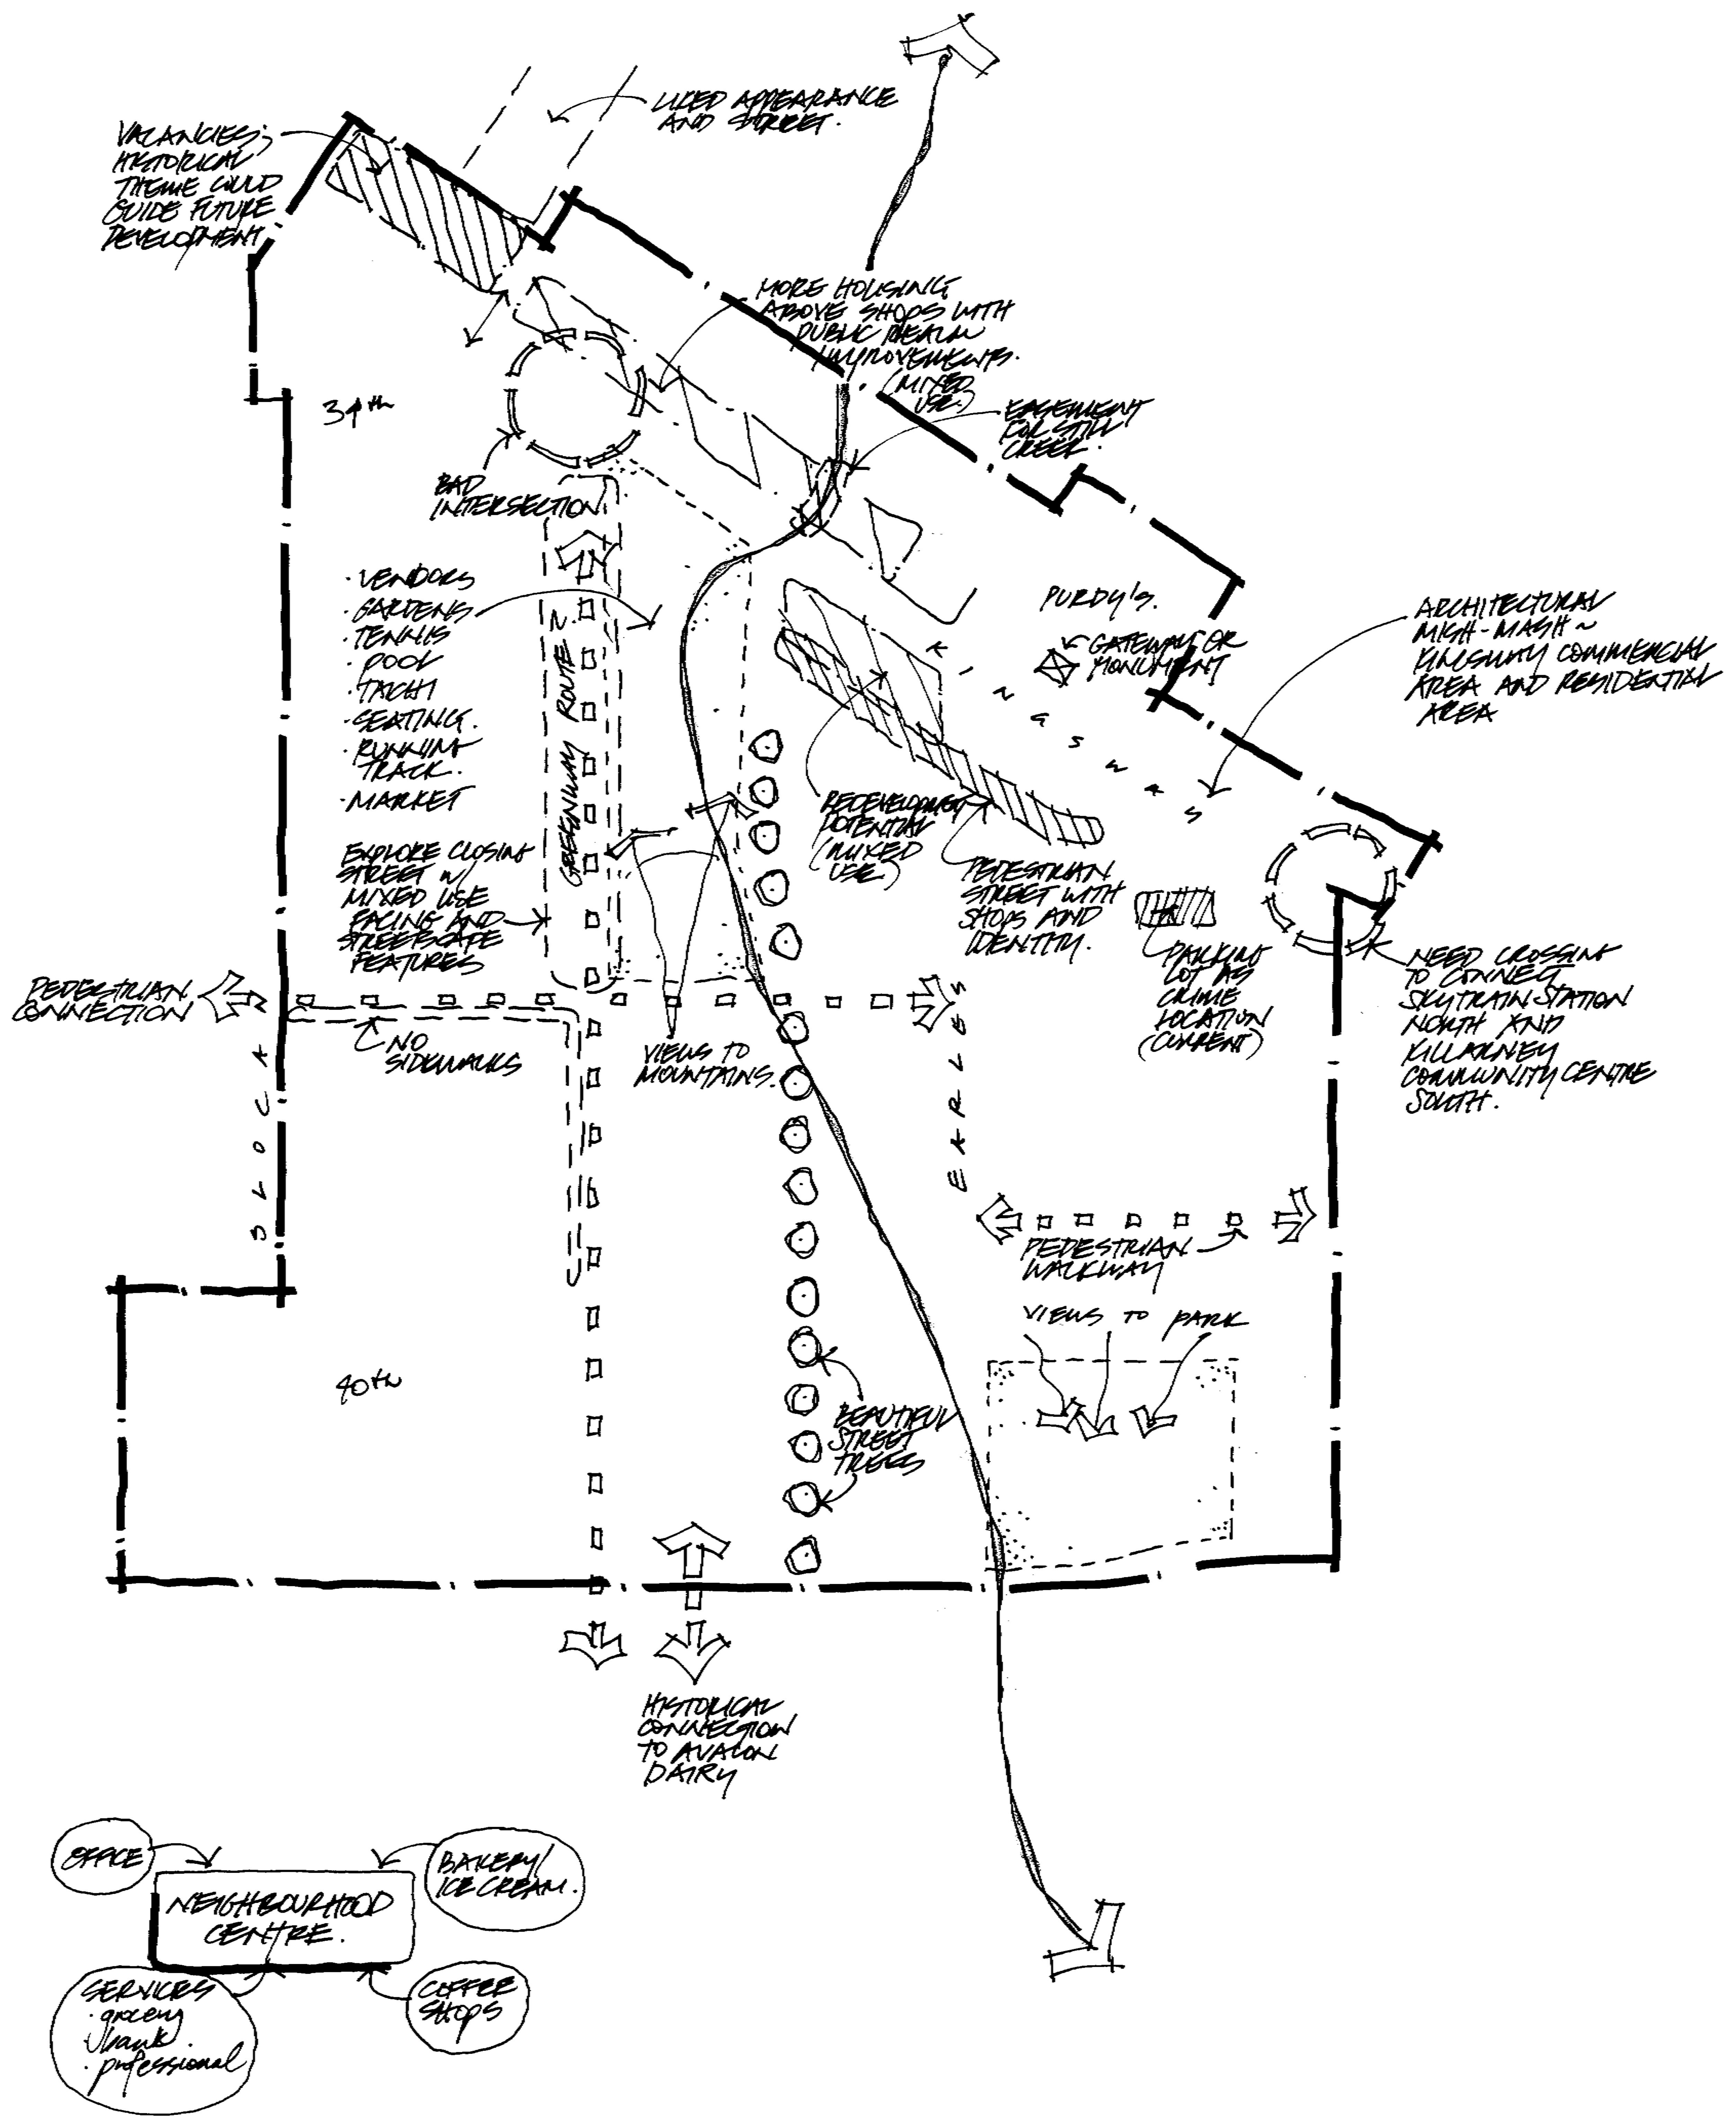 LIKED APPEARANCE
AND STREET.
VACANCIES;
HISTORICAL
THEME COULD
GUIDE FUTURE
DEVELOPMENT
MORE HOUSING
ABOVE SHOPS WITH
PUBLIC REALM
IMPROVEMENTS.
(MIXED
USE.)
34th
EASEMENT
FOR STILL
CREEK.
BAD
INTERSECTION
· VENDORS
· GARDENS
· TENNIS
· POOL
· TAICHI
· SEATING.
· RUNNING
TRACK.
· MARKET
GREENWAY ROUTE
PURDY'S.
GATEWAY OR
MONUMENT
KINGSWAY
ARCHITECTURAL
MISH-MASH ~
KINGSWAY COMMERCIAL
AREA AND RESIDENTIAL
AREA
EXPLORE CLOSING
STREET W/
MIXED USE
FACING AND
STREETSCAPE
FEATURES
REDEVELOPMENT
POTENTIAL
(MIXED
USE)
PEDESTRIAN
STREET WITH
SHOPS AND
IDENTITY.
PARKING
LOT AS
CRIME
LOCATION
(CURRENT)
NEED CROSSING
TO CONNECT
SKYTRAIN STATION
NORTH AND
KILLARNEY
COMMUNITY CENTRE
SOUTH.
PEDESTRIAN
CONNECTION
NO
SIDEWALKS
VIEWS TO
MOUNTAINS.
SLOCA
EARLES
PEDESTRIAN
WALKWAY
VIEWS TO PARK
40th
BEAUTIFUL
STREET
TREES
HISTORICAL
CONNECTION
TO AVALON
DAIRY
OFFICE
BAKERY/
ICE CREAM.
NEIGHBOURHOOD
CENTRE.
SERVICES
· grocery
· bank
· professional
COFFEE
SHOPS